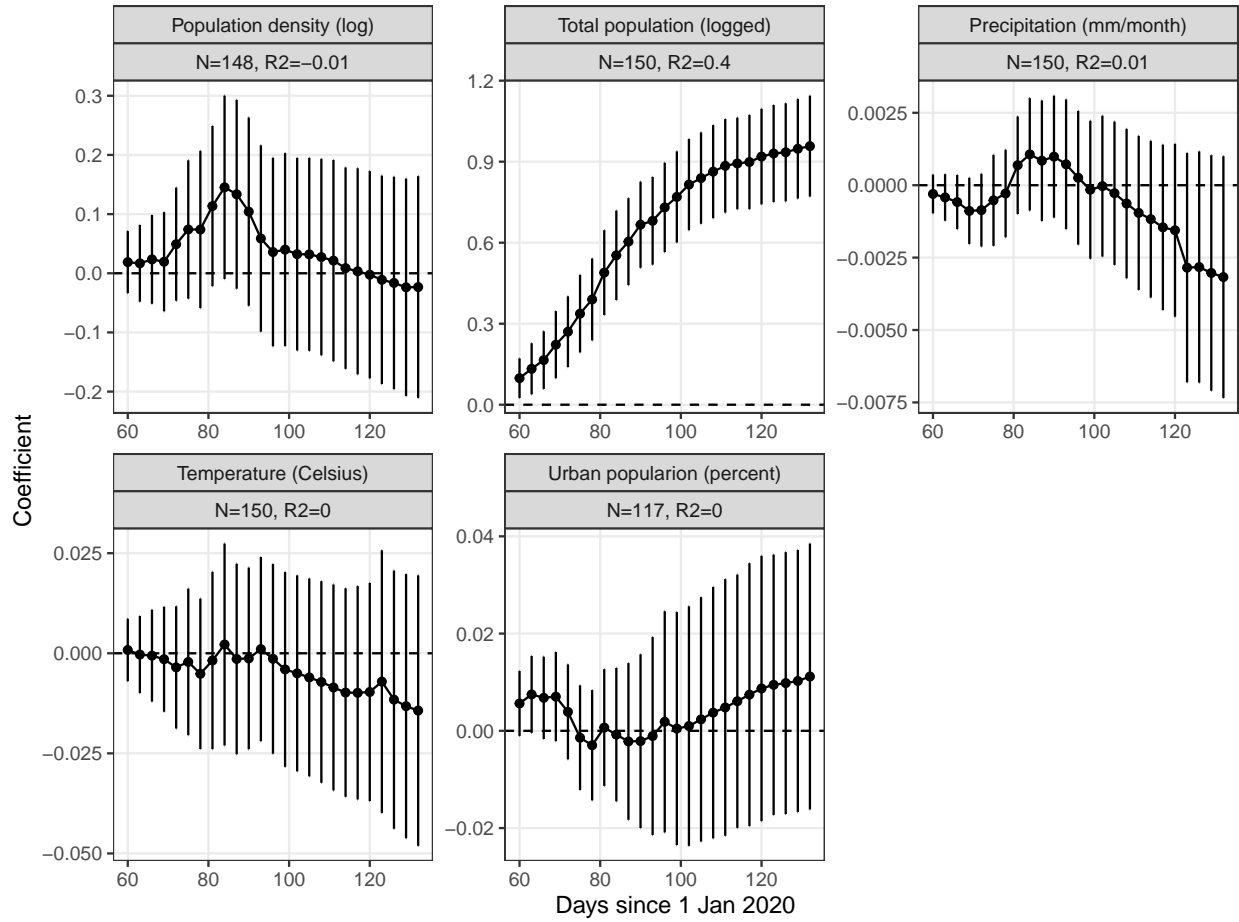 Population density (log)
N=148, R2=−0.01
0.3
0.2
0.1
0.0
−0.1
−0.2
60 80 100 120
Total population (logged)
N=150, R2=0.4
1.2
0.9
0.6
0.3
0.0
60 80 100 120
Precipitation (mm/month)
N=150, R2=0.01
0.0025
0.0000
−0.0025
−0.0050
−0.0075
60 80 100 120
Temperature (Celsius)
N=150, R2=0
0.025
0.000
−0.025
−0.050
60 80 100 120
Urban popularion (percent)
N=117, R2=0
0.04
0.02
0.00
−0.02
60 80 100 120
Coefficient
Days since 1 Jan 2020